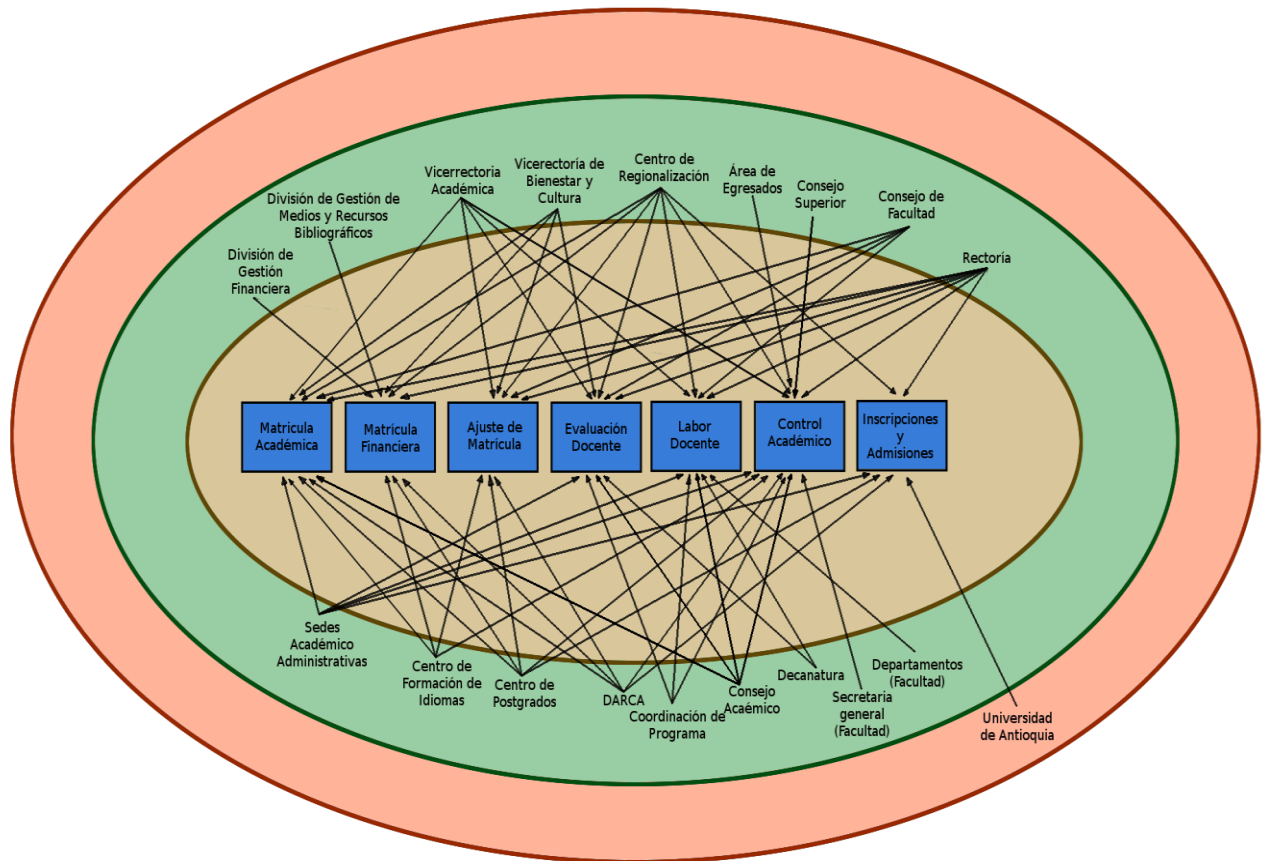 Centro de
Regionalización
Vicerectoría de
Bienestar y
Cultura
Vicerrectoria
Académica
Área de
Egresados
Consejo
Superior
Consejo de
Facultad
División de Gestión de
Medios y Recursos
Bibliográficos
División de
Gestión
Financiera
Rectoría
Matrícula
Académica
Matrícula
Financiera
Ajuste de
Matrícula
Evaluación
Docente
Labor
Docente
Control
Académico
Inscripciones
y
Admisiones
Sedes
Académico
Administrativas
Centro de
Formación de
Idiomas
Centro de
Postgrados
DARCA
Coordinación de
Programa
Consejo
Acaémico
Decanatura
Departamentos
(Facultad)
Secretaría
general
(Facultad)
Universidad
de Antioquia